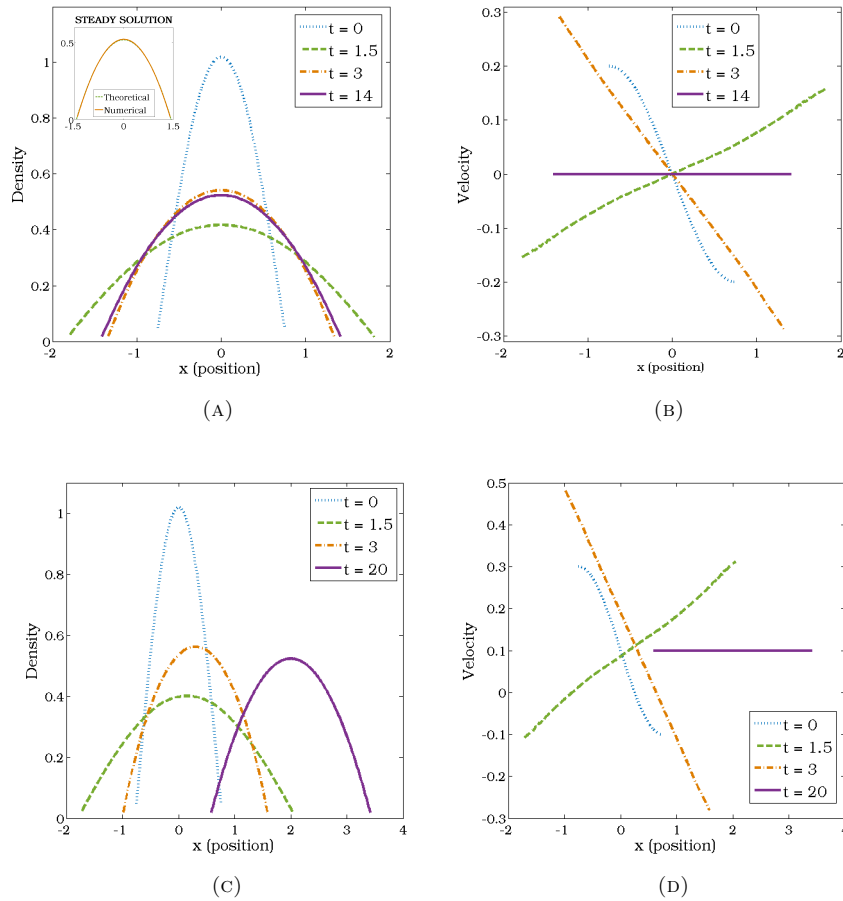 STEADY SOLUTION
0.5
Theoretical
Numerical
-1.5 0 1.5
t = 0
t = 1.5
t = 3
t = 14
Density
1
0.8
0.6
0.4
0.2
0
-2 -1 0 1 2
x (position)
(A)
t = 0
t = 1.5
t = 3
t = 14
Velocity
0.3
0.2
0.1
0
-0.1
-0.2
-0.3
-2 -1 0 1 2
x (position)
(B)
t = 0
t = 1.5
t = 3
t = 20
Density
1
0.8
0.6
0.4
0.2
0
-2 -1 0 1 2 3 4
x (position)
(C)
Velocity
0.5
0.4
0.3
0.2
0.1
0
-0.1
-0.2
-0.3
t = 0
t = 1.5
t = 3
t = 20
-2 -1 0 1 2 3 4
x (position)
(D)